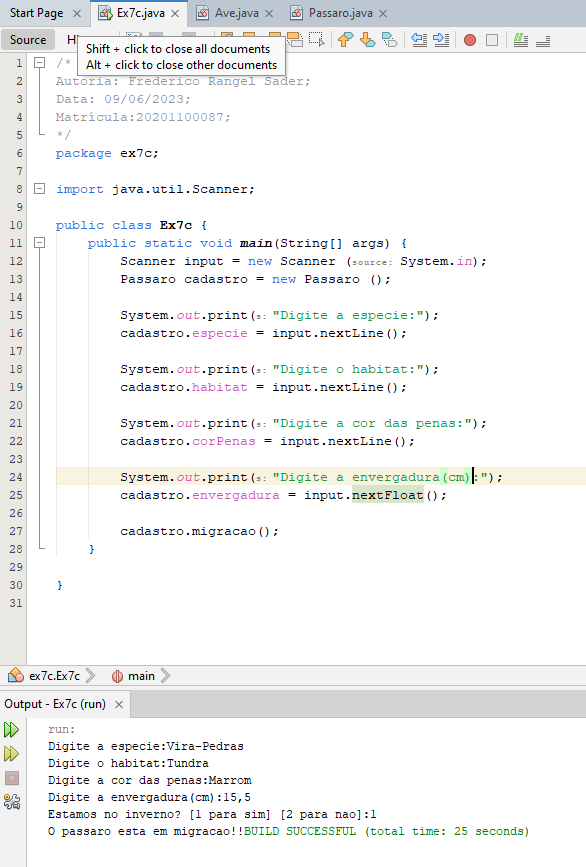 Start Page
Ex7c.java
Ave.java
Passaro.java
Source
Shift + click to close all documents
Alt + click to close other documents
1 /*
2 Autoria: Frederico Rangel Sader;
3 Data: 09/06/2023;
4 Matrícula:20201100087;
5 */
6 package ex7c;
7
8 import java.util.Scanner;
9
10 public class Ex7c {
11 public static void main(String[] args) {
12 Scanner input = new Scanner (source: System.in);
13 Passaro cadastro = new Passaro ();
14
15 System.out.print(s: "Digite a especie:");
16 cadastro.especie = input.nextLine();
17
18 System.out.print(s: "Digite o habitat:");
19 cadastro.habitat = input.nextLine();
20
21 System.out.print(s: "Digite a cor das penas:");
22 cadastro.corPenas = input.nextLine();
23
24 System.out.print(s: "Digite a envergadura(cm):");
25 cadastro.envergadura = input.nextFloat();
26
27 cadastro.migracao();
28 }
29
30 }
31
ex7c.Ex7c
main
Output - Ex7c (run)
run:
Digite a especie:Vira-Pedras
Digite o habitat:Tundra
Digite a cor das penas:Marrom
Digite a envergadura(cm):15,5
Estamos no inverno? [1 para sim] [2 para nao]:1
O passaro esta em migracao!!BUILD SUCCESSFUL (total time: 25 seconds)